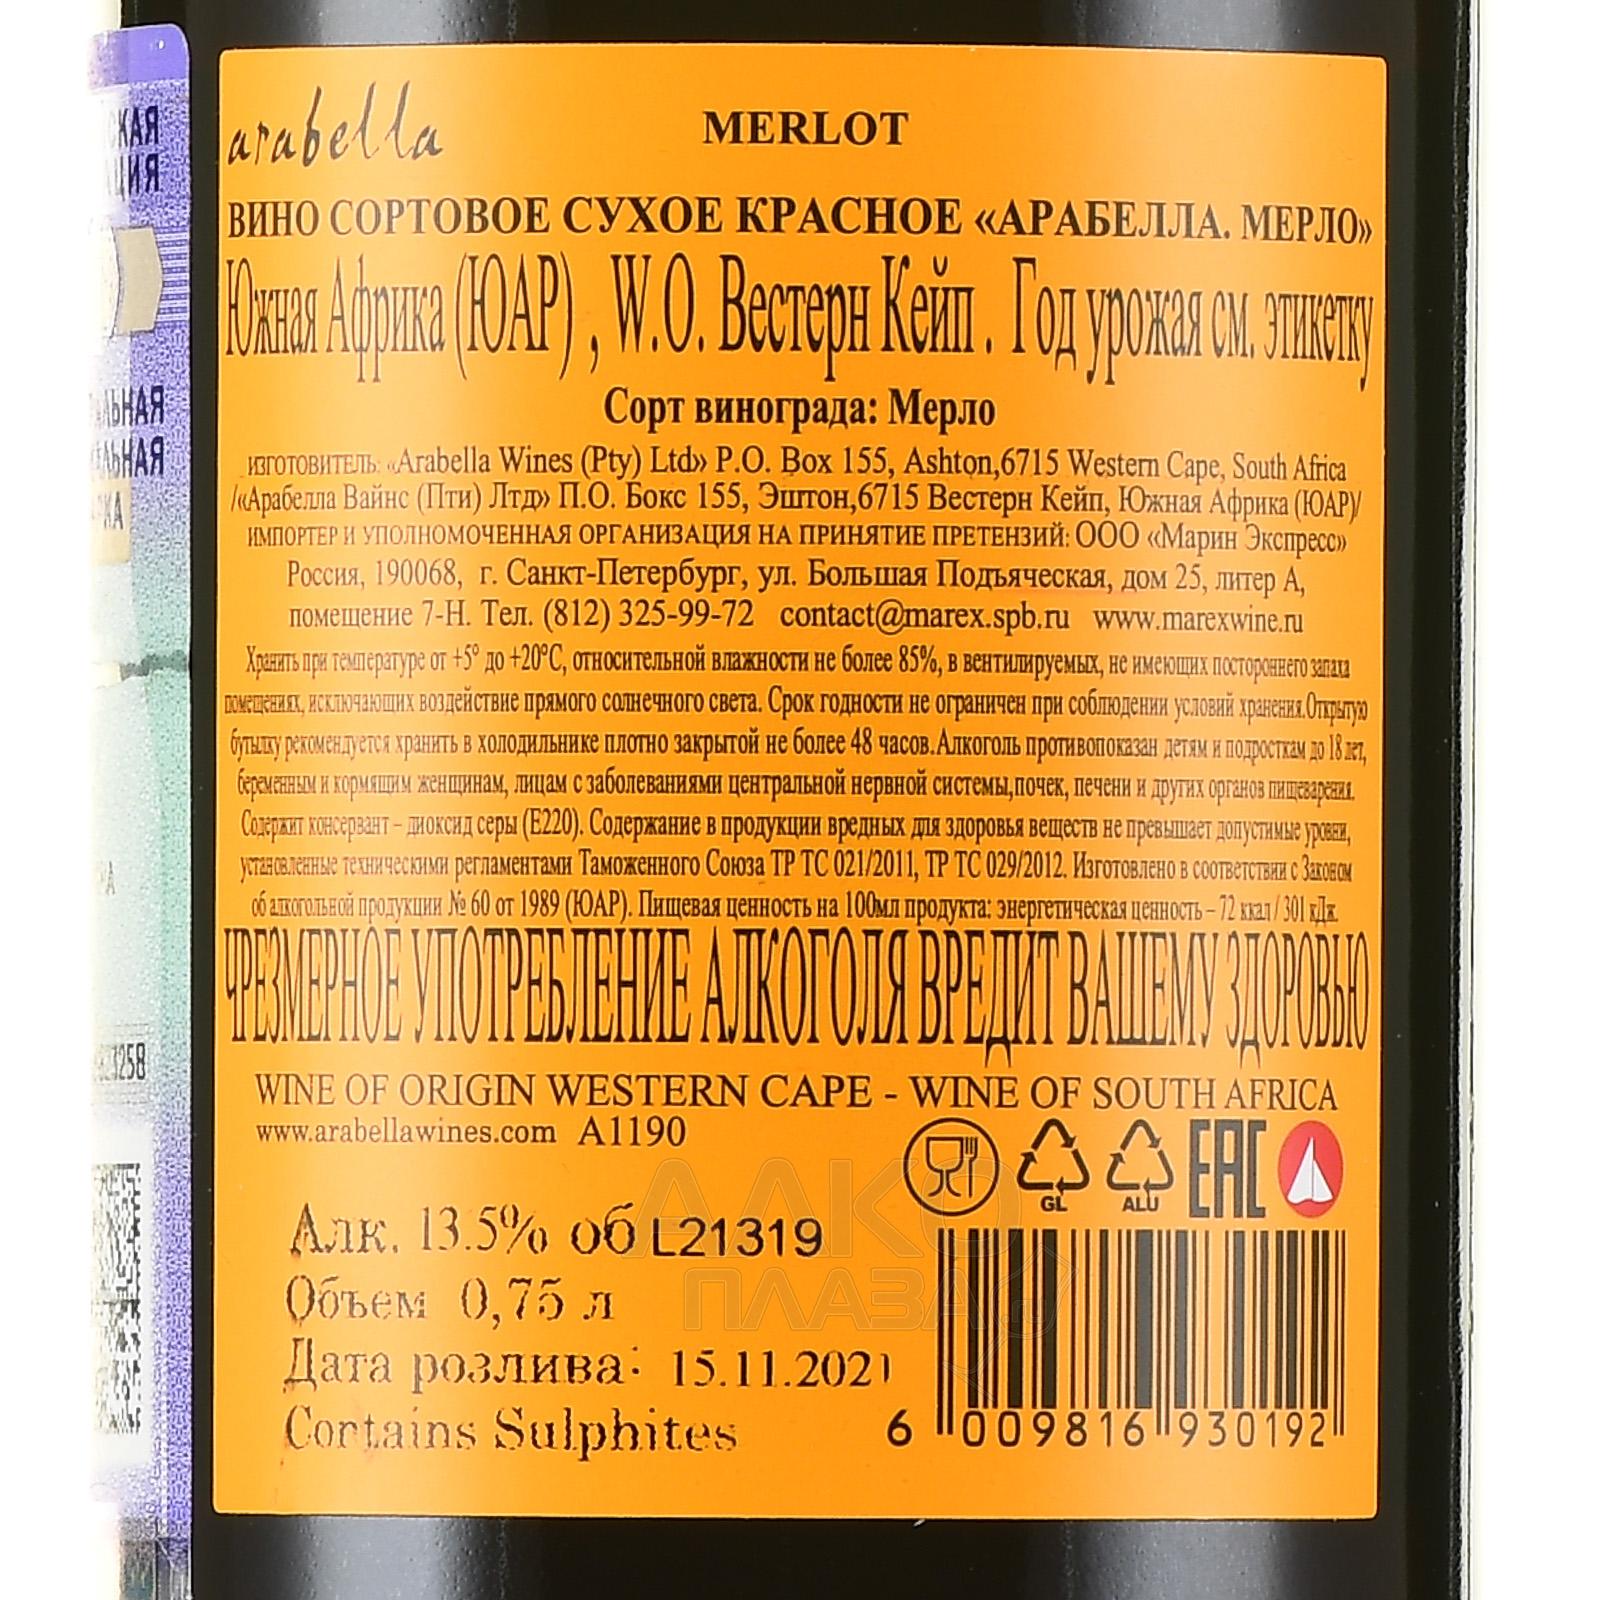 arabella
MERLOT
ВИНО СОРТОВОЕ СУХОЕ КРАСНОЕ «АРАБЕЛЛА. МЕРЛО»
Южная Африка (ЮАР) , W.O. Вестерн Кейп . Год урожая см. этикетку
Сорт винограда: Мерло
ИЗГОТОВИТЕЛЬ: «Arabella Wines (Pty) Ltd» P.O. Box 155, Ashton,6715 Western Cape, South Africa
/«Арабелла Вайнс (Пти) Лтд» П.О. Бокс 155, Эштон,6715 Вестерн Кейп, Южная Африка (ЮАР)/
ИМПОРТЕР И УПОЛНОМОЧЕННАЯ ОРГАНИЗАЦИЯ НА ПРИНЯТИЕ ПРЕТЕНЗИЙ: ООО «Марин Экспресс»
Россия, 190068, г. Санкт-Петербург, ул. Большая Подъяческая, дом 25, литер А,
помещение 7-Н. Тел. (812) 325-99-72 contact@marex.spb.ru www.marexwine.ru
Хранить при температуре от +5° до +20°C, относительной влажности не более 85%, в вентилируемых, не имеющих постороннего запаха
помещениях, исключающих воздействие прямого солнечного света. Срок годности не ограничен при соблюдении условий хранения.Открытую
бутылку рекомендуется хранить в холодильнике плотно закрытой не более 48 часов.Алкоголь противопоказан детям и подросткам до 18 лет,
беременным и кормящим женщинам, лицам с заболеваниями центральной нервной системы,почек, печени и других органов пищеварения.
Содержит консервант – диоксид серы (E220). Содержание в продукции вредных для здоровья веществ не превышает допустимые уровни,
установленные техническими регламентами Таможенного Союза ТР ТС 021/2011, ТР ТС 029/2012. Изготовлено в соответствии с Законом
об алкогольной продукции № 60 от 1989 (ЮАР). Пищевая ценность на 100мл продукта: энергетическая ценность – 72 ккал / 301 кДж.
ЧРЕЗМЕРНОЕ УПОТРЕБЛЕНИЕ АЛКОГОЛЯ ВРЕДИТ ВАШЕМУ ЗДОРОВЬЮ
WINE OF ORIGIN WESTERN CAPE - WINE OF SOUTH AFRICA
www.arabellawines.com A1190
GL ALU EAC
Алк. 13.5% об L21319
Объем 0,75 л
Дата розлива: 15.11.2021
Contains Sulphites
6 009816 930192
АЛКО
ПЛАЗА.ru